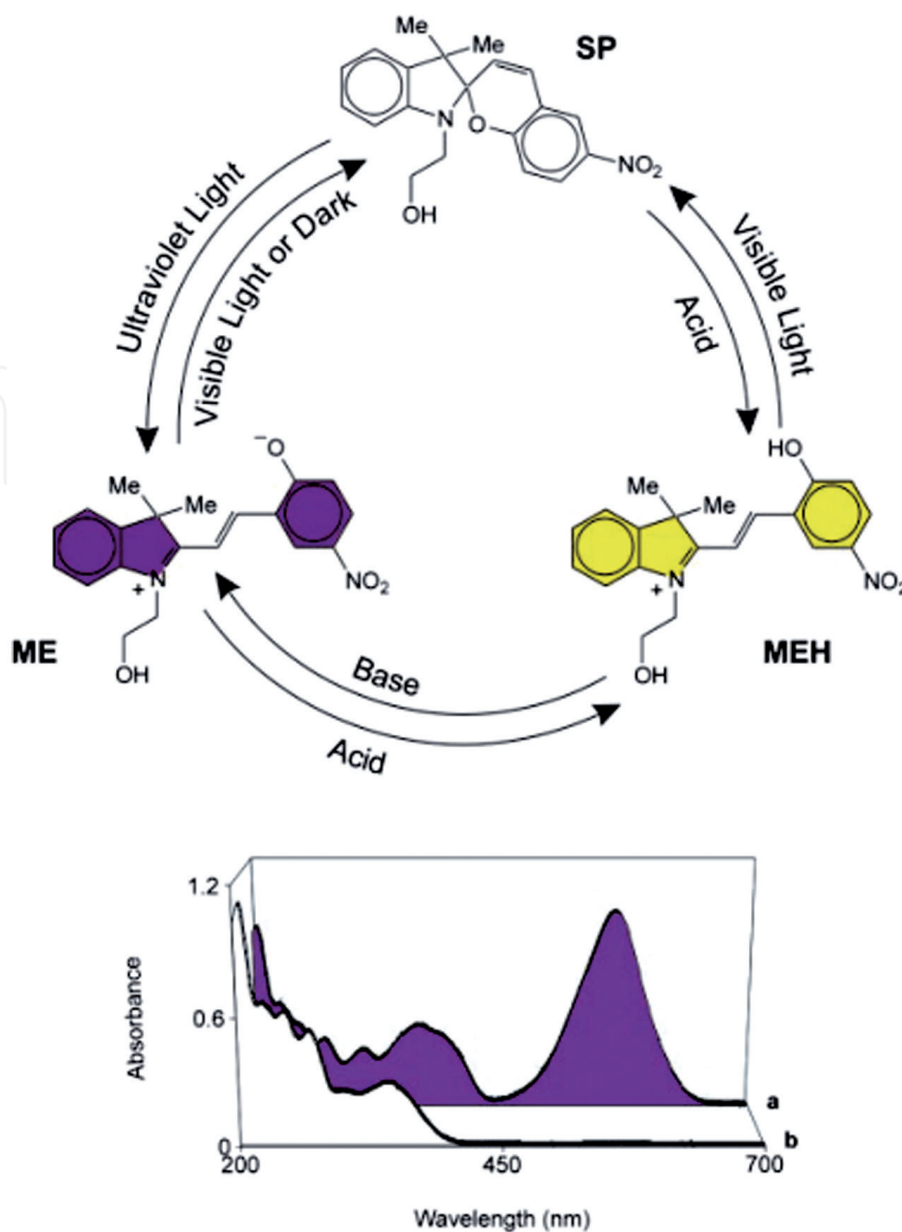 Me
Me
SP
N
O
NO2
OH
Ultraviolet Light
Visible Light or Dark
Acid
Visible Light
−O
Me
Me
N
+
NO2
OH
ME
HO
Me
Me
N
+
NO2
OH
MEH
Base
Acid
1.2
0.6
0
Absorbance
a
b
200
450
700
Wavelength (nm)